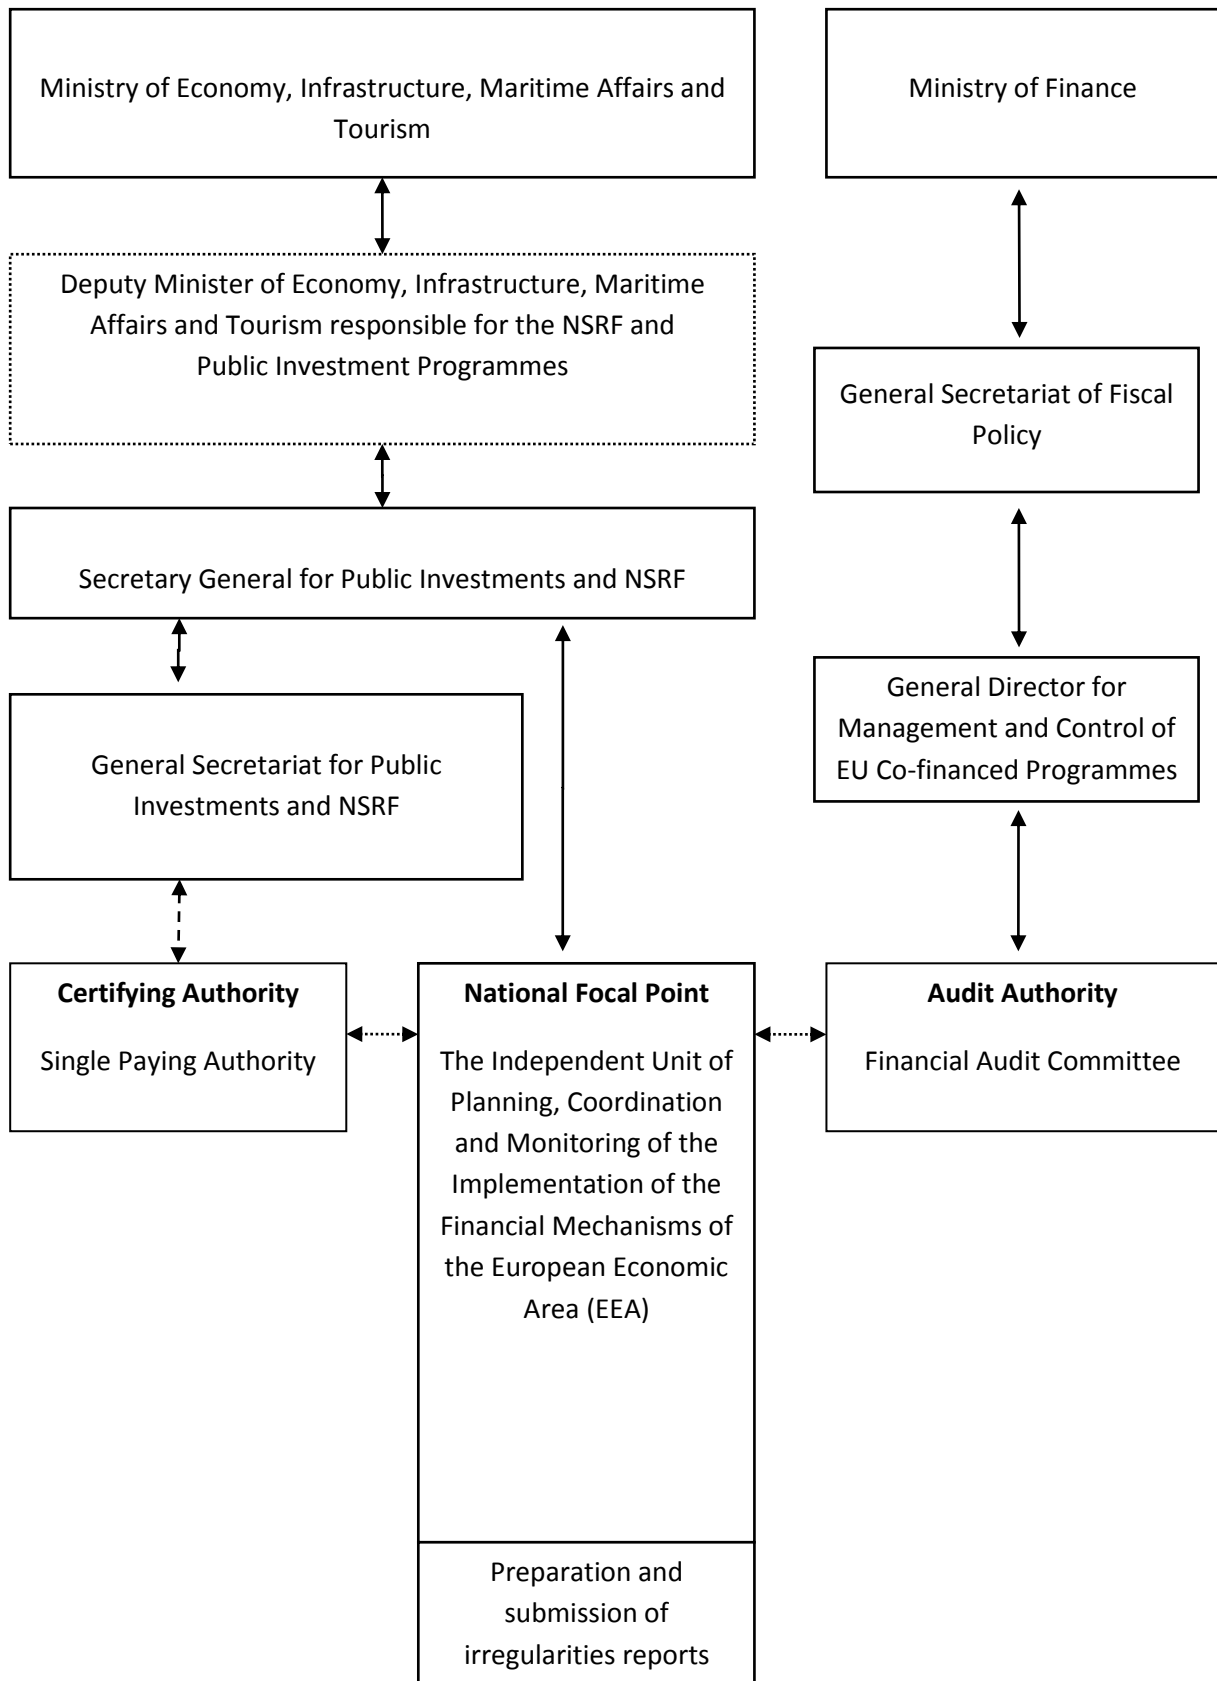 Ministry of Economy, Infrastructure, Maritime Affairs and
Tourism
Ministry of Finance
Deputy Minister of Economy, Infrastructure, Maritime
Affairs and Tourism responsible for the NSRF and
Public Investment Programmes
General Secretariat of Fiscal
Policy
Secretary General for Public Investments and NSRF
General Secretariat for Public
Investments and NSRF
General Director for
Management and Control of
EU Co-financed Programmes
Certifying Authority
Single Paying Authority
National Focal Point
The Independent Unit of
Planning, Coordination
and Monitoring of the
Implementation of the
Financial Mechanisms of
the European Economic
Area (EEA)
Audit Authority
Financial Audit Committee
Preparation and
submission of
irregularities reports